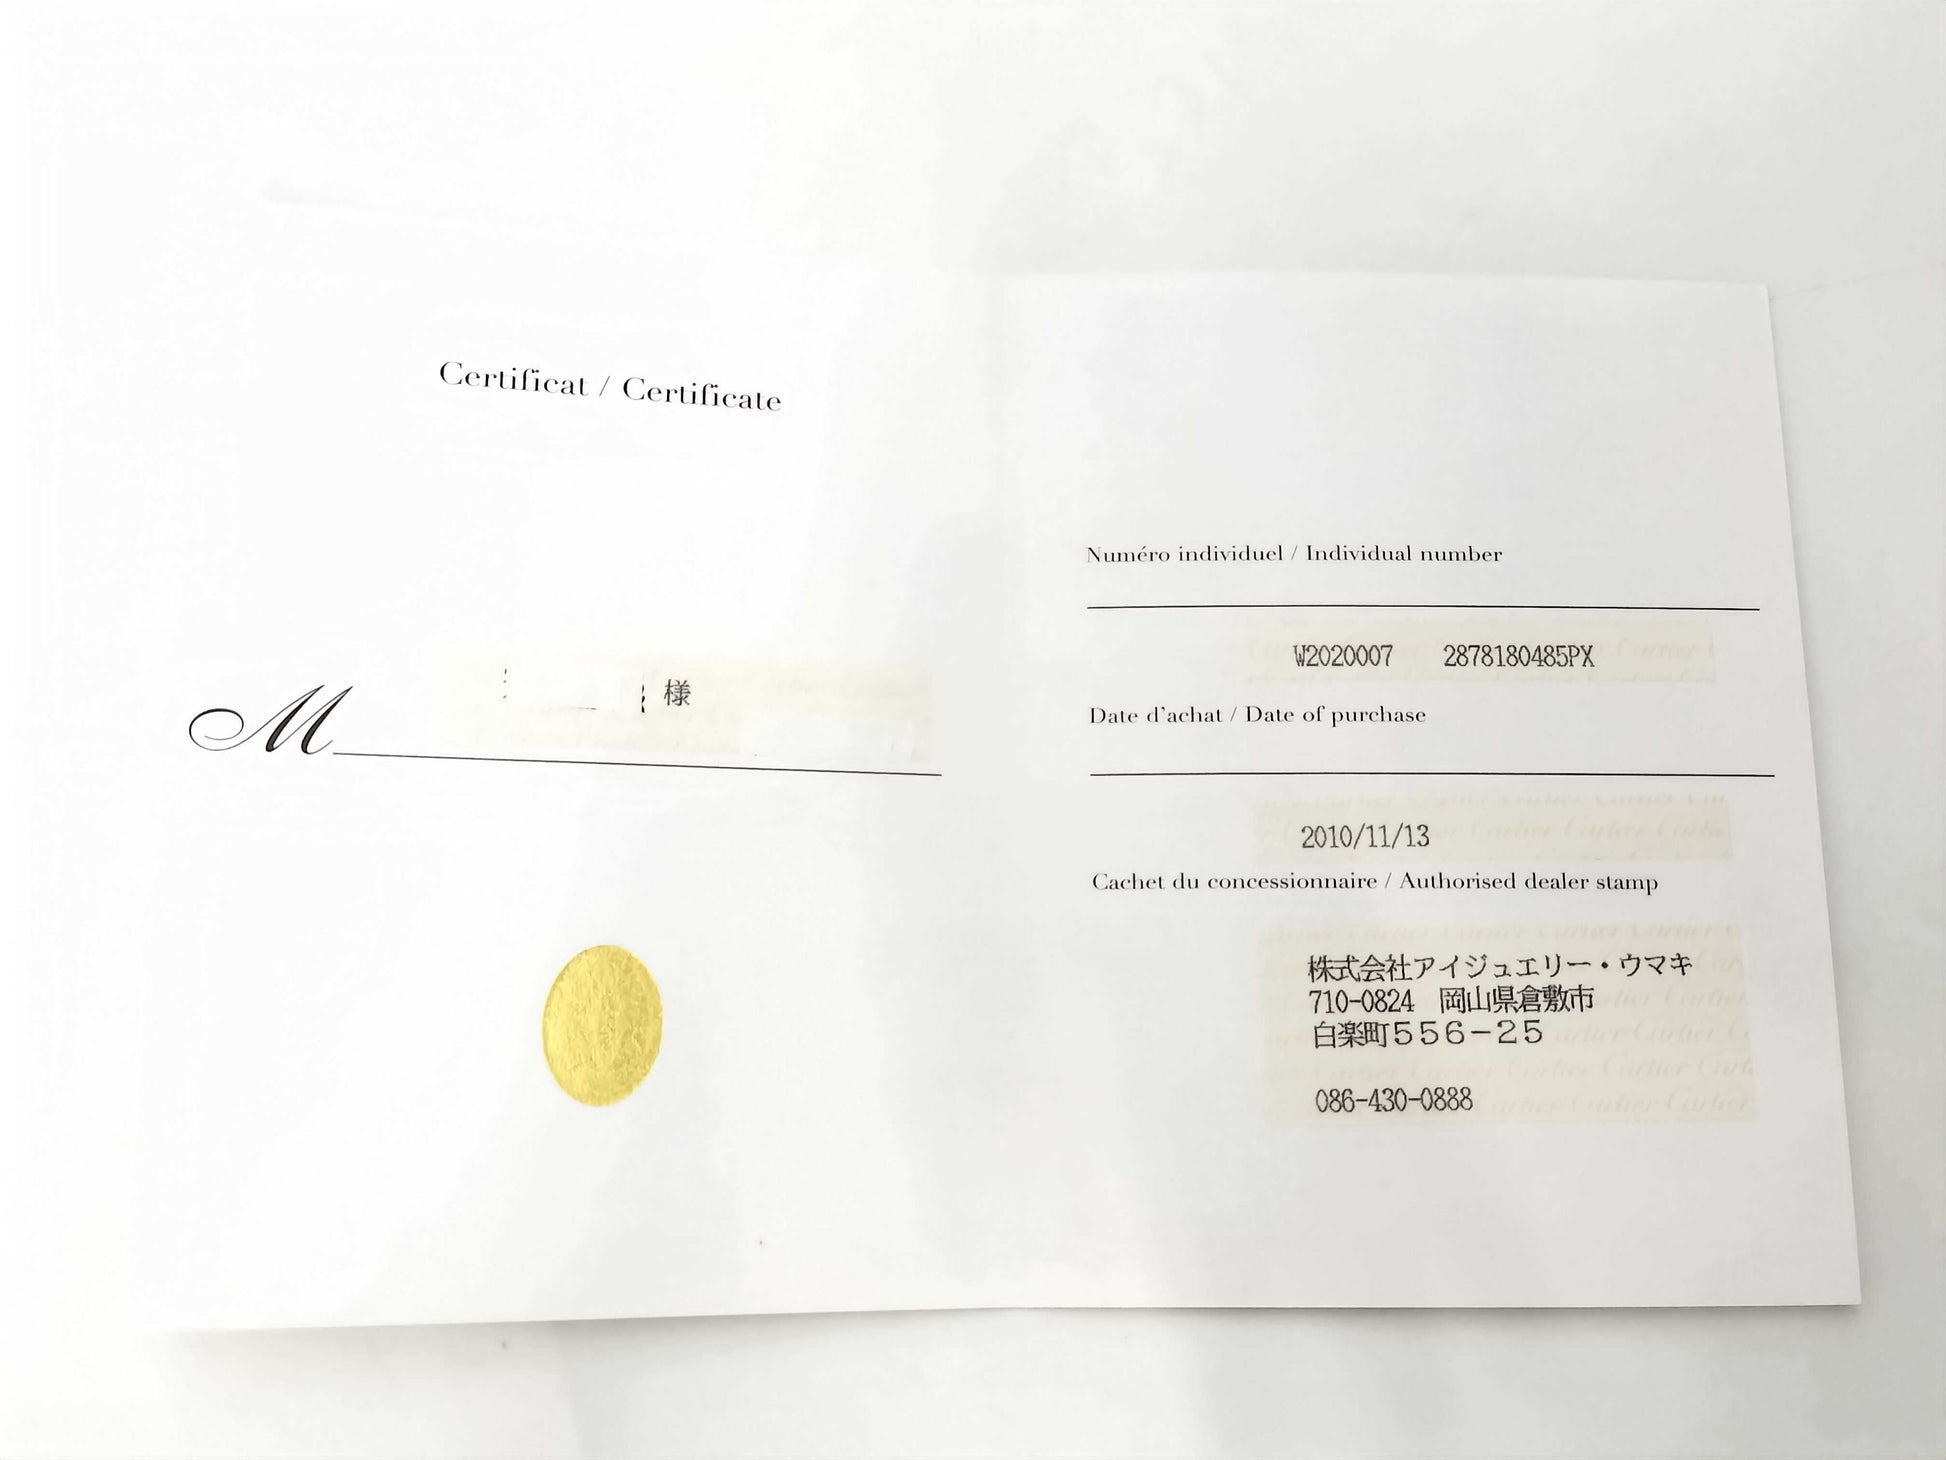 Certificat / Certificate
M
様
Numéro individuel / Individual number
W2020007 2878180485PX
Date d'achat / Date of purchase
2010/11/13
Cachet du concessionnaire / Authorised dealer stamp
株式会社アイジュエリー・ウマキ
710-0824 岡山県倉敷市
白楽町556-25
086-430-0888